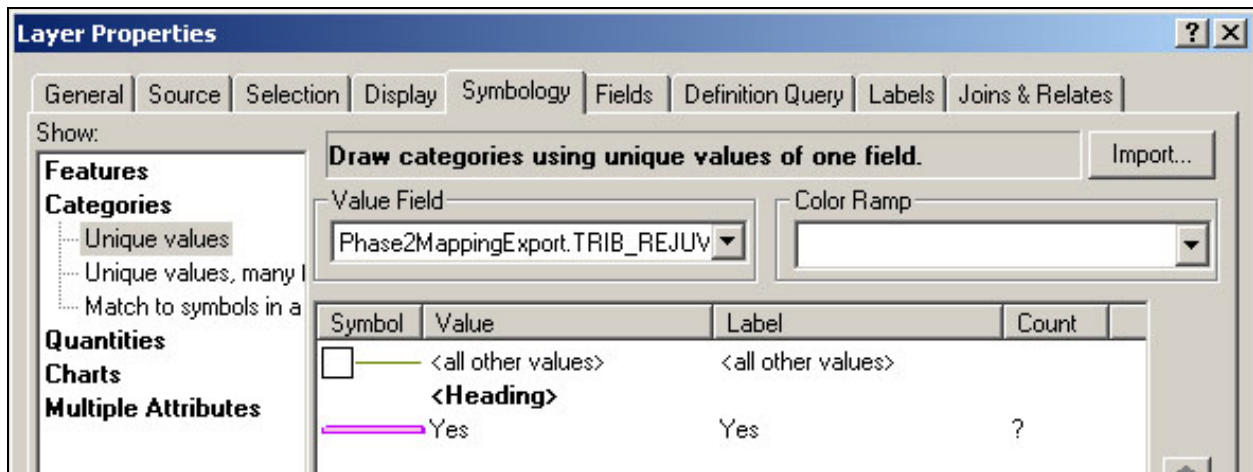 Layer Properties
General Source Selection Display Symbology Fields Definition Query Labels Joins & Relates
Show:
Features
Categories
Unique values
Unique values, many
Match to symbols in a
Quantities
Charts
Multiple Attributes
Draw categories using unique values of one field.
Import...
Value Field
Phase2MappingExport.TRIB_REJUV
Color Ramp
Symbol Value Label Count
<all other values> <all other values>
<Heading>
Yes Yes ?